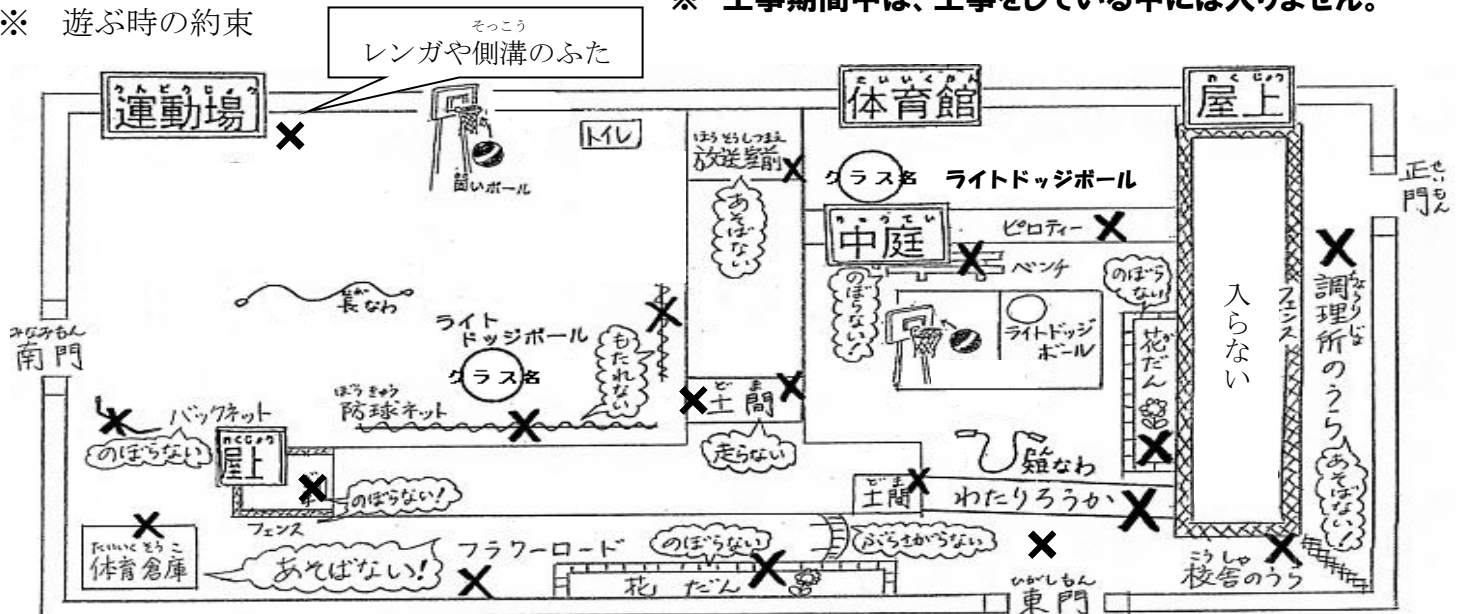 ※ 工事期間中は、工事をしている中には入りません。
※ 遊ぶ時の約束
そっこう
レンガや側溝のふた
うんどうじょう
運動場
たいいくかん
体育館
おくじょう
屋上
トイレ
固いボール
ほうそうしつまえ
放送室前
あそばない
クラス名
ライトドッジボール
ピロティー
ちゅうてい
中庭
ベンチ
のぼらない!
のぼら
ない
ライトドッジ
ボール
花だん
入らない
フェンス
せいもん
正門
ちょうりじょ
調理所のうら
あそばない!
長なわ
ライト
ドッジボール
クラス名
もたれない
ぼうきゅう
防球ネット
みなみもん
南門
バックネット
のぼらない
おくじょう
屋上
のぼらない!
フェンス
どま
土間
走らない
短なわ
どま
土間
わたりろうか
たいいくそうこ
体育倉庫
あそばない!
フラワーロード
のぼらない
ぶらさがらない
花だん
ひがしもん
東門
こうしゃ
校舎のうら